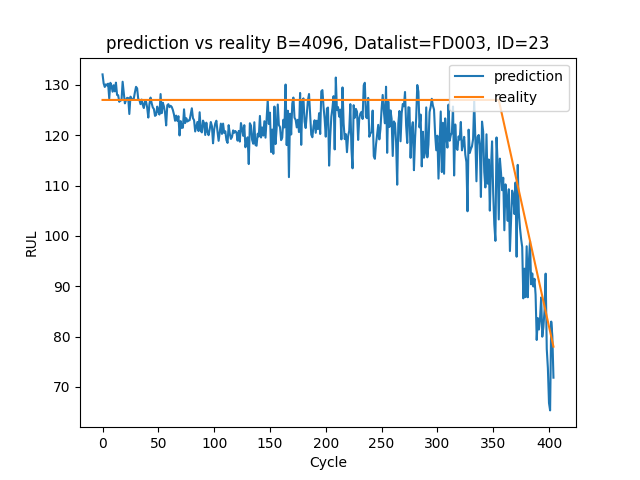 prediction vs reality B=4096, Datalist=FD003, ID=23
prediction
reality
RUL
130
120
110
100
90
80
70
0 50 100 150 200 250 300 350 400
Cycle